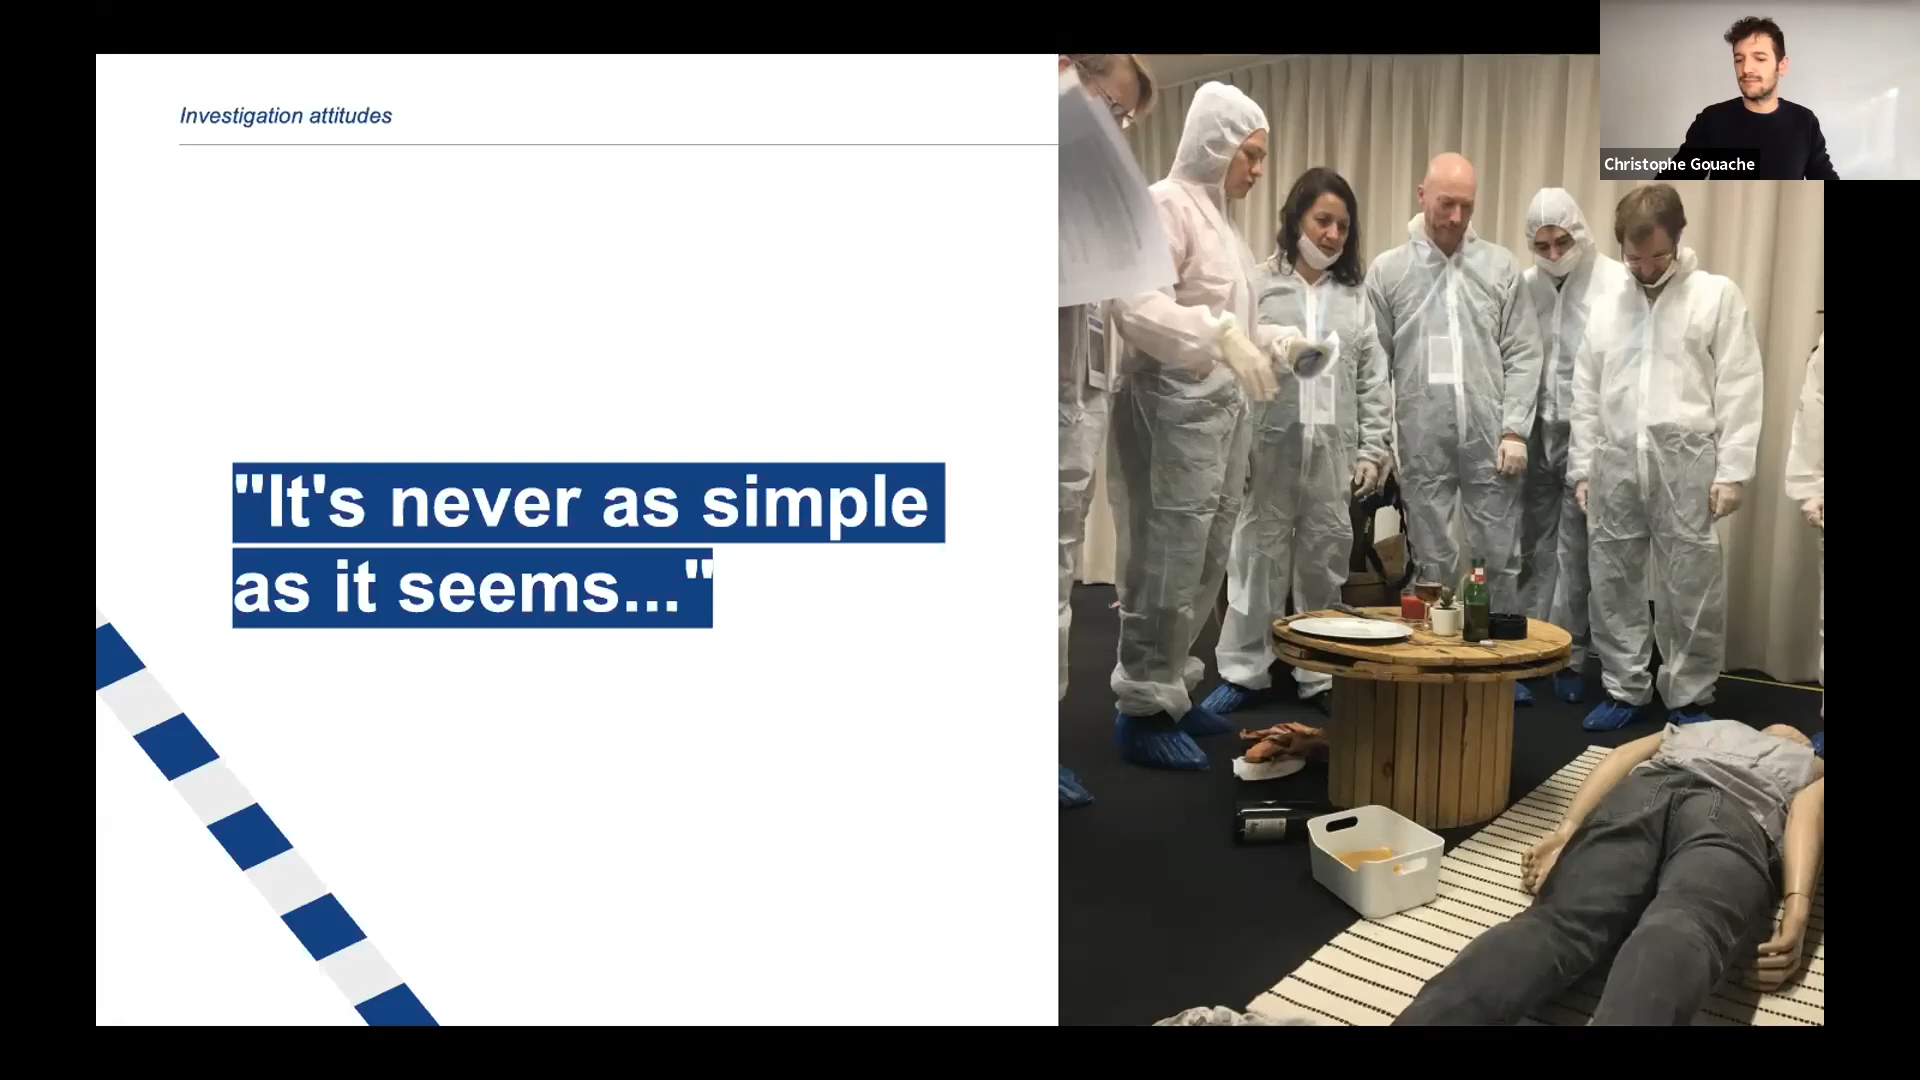 Investigation attitudes
"It's never as simple
as it seems..."
Christophe Gouache